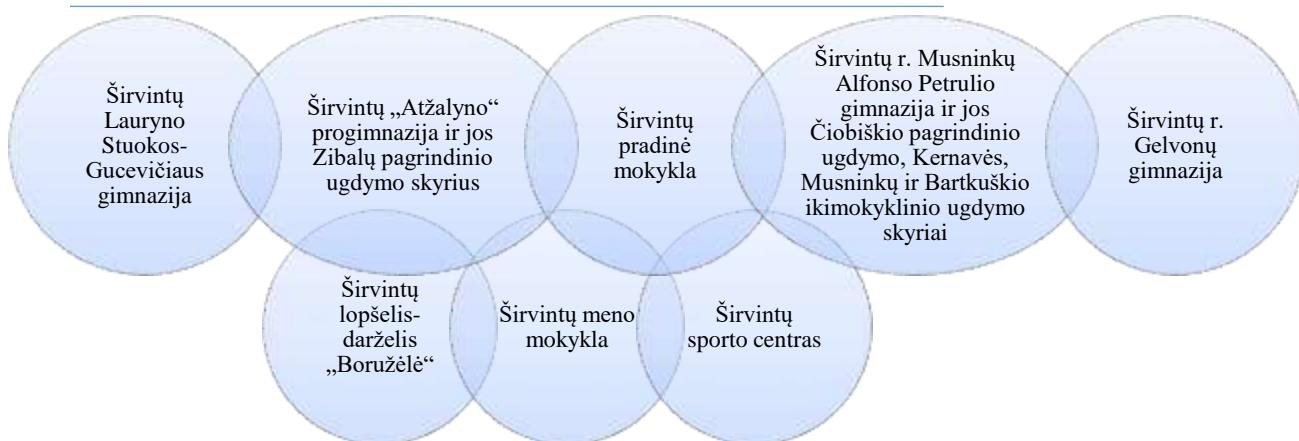 Širvintų
Lauryno
Stuokos-
Gucevičiaus
gimnazija
Širvintų „Atžalyno“
progimnazija ir jos
Zibalų pagrindinio
ugdymo skyrius
Širvintų
pradinė
mokykla
Širvintų r. Musninkų
Alfonso Petrulio
gimnazija ir jos
Čiobiškio pagrindinio
ugdymo, Kernavės,
Musninkų ir Bartkuškio
ikimokyklinio ugdymo
skyriai
Širvintų r.
Gelvonų
gimnazija
Širvintų
lopšelis-
darželis
„Boružėlė“
Širvintų meno
mokykla
Širvintų
sporto centras